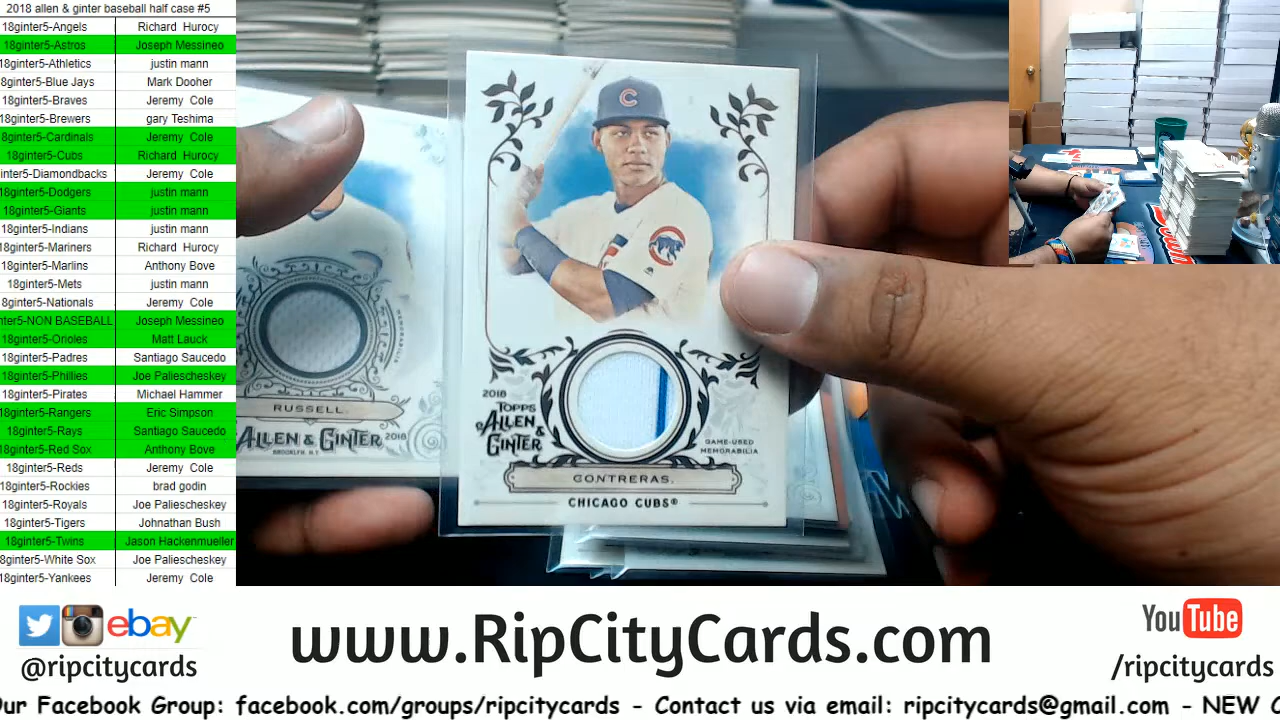 2018 allen & ginter baseball half case #5
18ginter5-Angels Richard Hurocy
18ginter5-Astros Joseph Messineo
18ginter5-Athletics justin mann
8ginter5-Blue Jays Mark Dooher
18ginter5-Braves Jeremy Cole
18ginter5-Brewers gary Teshima
8ginter5-Cardinals Jeremy Cole
18ginter5-Cubs Richard Hurocy
inter5-Diamondbacks Jeremy Cole
18ginter5-Dodgers justin mann
18ginter5-Giants justin mann
18ginter5-Indians justin mann
18ginter5-Mariners Richard Hurocy
18ginter5-Marlins Anthony Bove
18ginter5-Mets justin mann
8ginter5-Nationals Jeremy Cole
nter5-NON BASEBALL Joseph Messineo
18ginter5-Orioles Matt Lauck
18ginter5-Padres Santiago Saucedo
18ginter5-Phillies Joe Paliescheskey
18ginter5-Pirates Michael Hammer
18ginter5-Rangers Eric Simpson
18ginter5-Rays Santiago Saucedo
18ginter5-Red Sox Anthony Bove
18ginter5-Reds Jeremy Cole
18ginter5-Rockies brad godin
18ginter5-Royals Joe Paliescheskey
18ginter5-Tigers Johnathan Bush
18ginter5-Twins Jason Hackenmueller
8ginter5-White Sox Joe Paliescheskey
18ginter5-Yankees Jeremy Cole
MEMORABILIA
RUSSELL.
ALLEN & GINTER 2018
BROOKLYN, N.Y.
C
2018
TOPPS
ALLEN &
GINTER
GAME-USED
MEMORABILIA
CONTRERAS.
CHICAGO CUBS®
ebay
@ripcitycards
www.RipCityCards.com
YouTube
/ripcitycards
Our Facebook Group: facebook.com/groups/ripcitycards - Contact us via email: ripcitycards@gmail.com - NEW